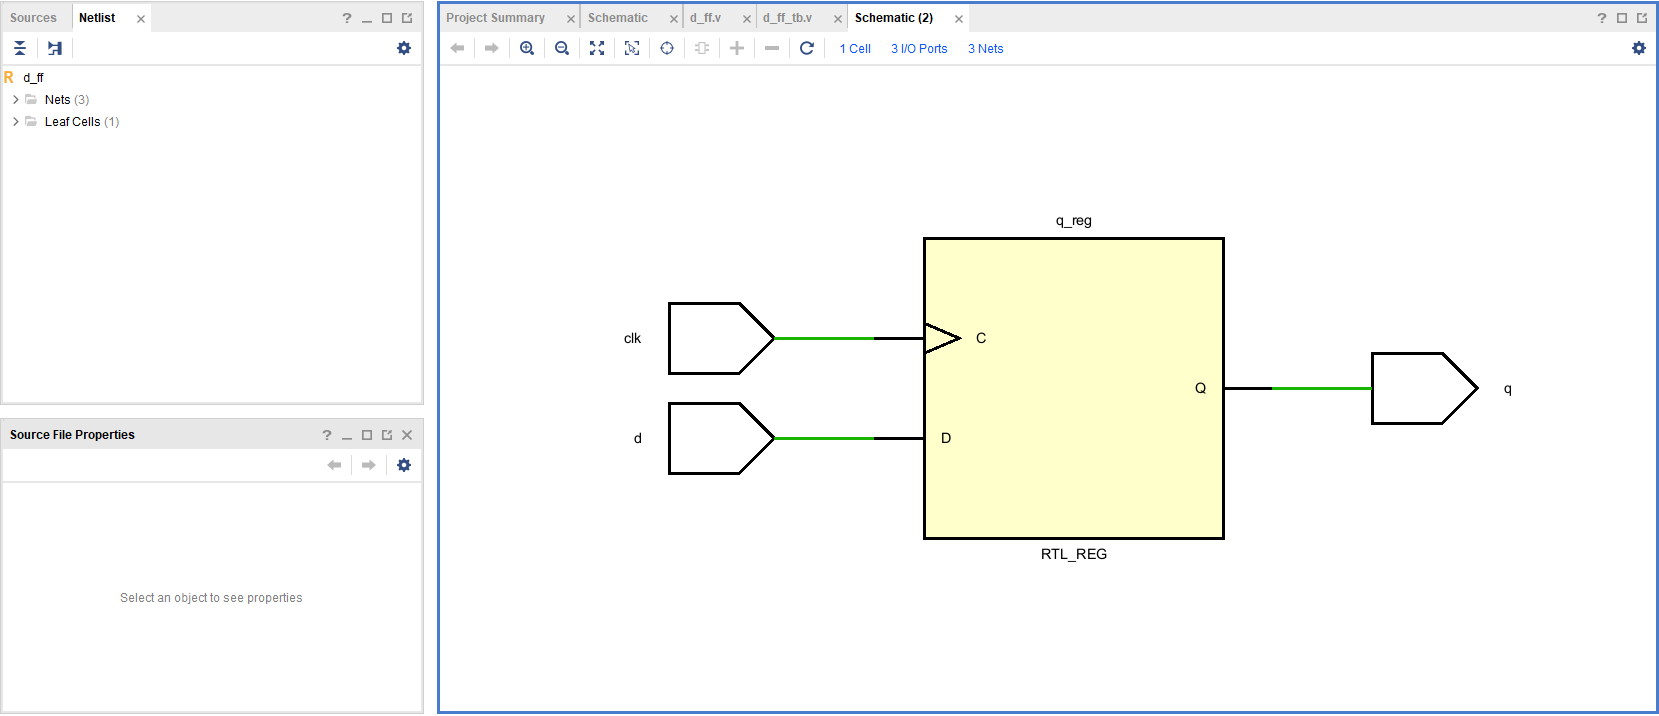 Sources
Netlist
?
R d_ff
Nets (3)
Leaf Cells (1)
Source File Properties
?
Select an object to see properties
Project Summary
Schematic
d_ff.v
d_ff_tb.v
Schematic (2)
?
1 Cell
3 I/O Ports
3 Nets
q_reg
clk
C
Q
q
d
D
RTL_REG